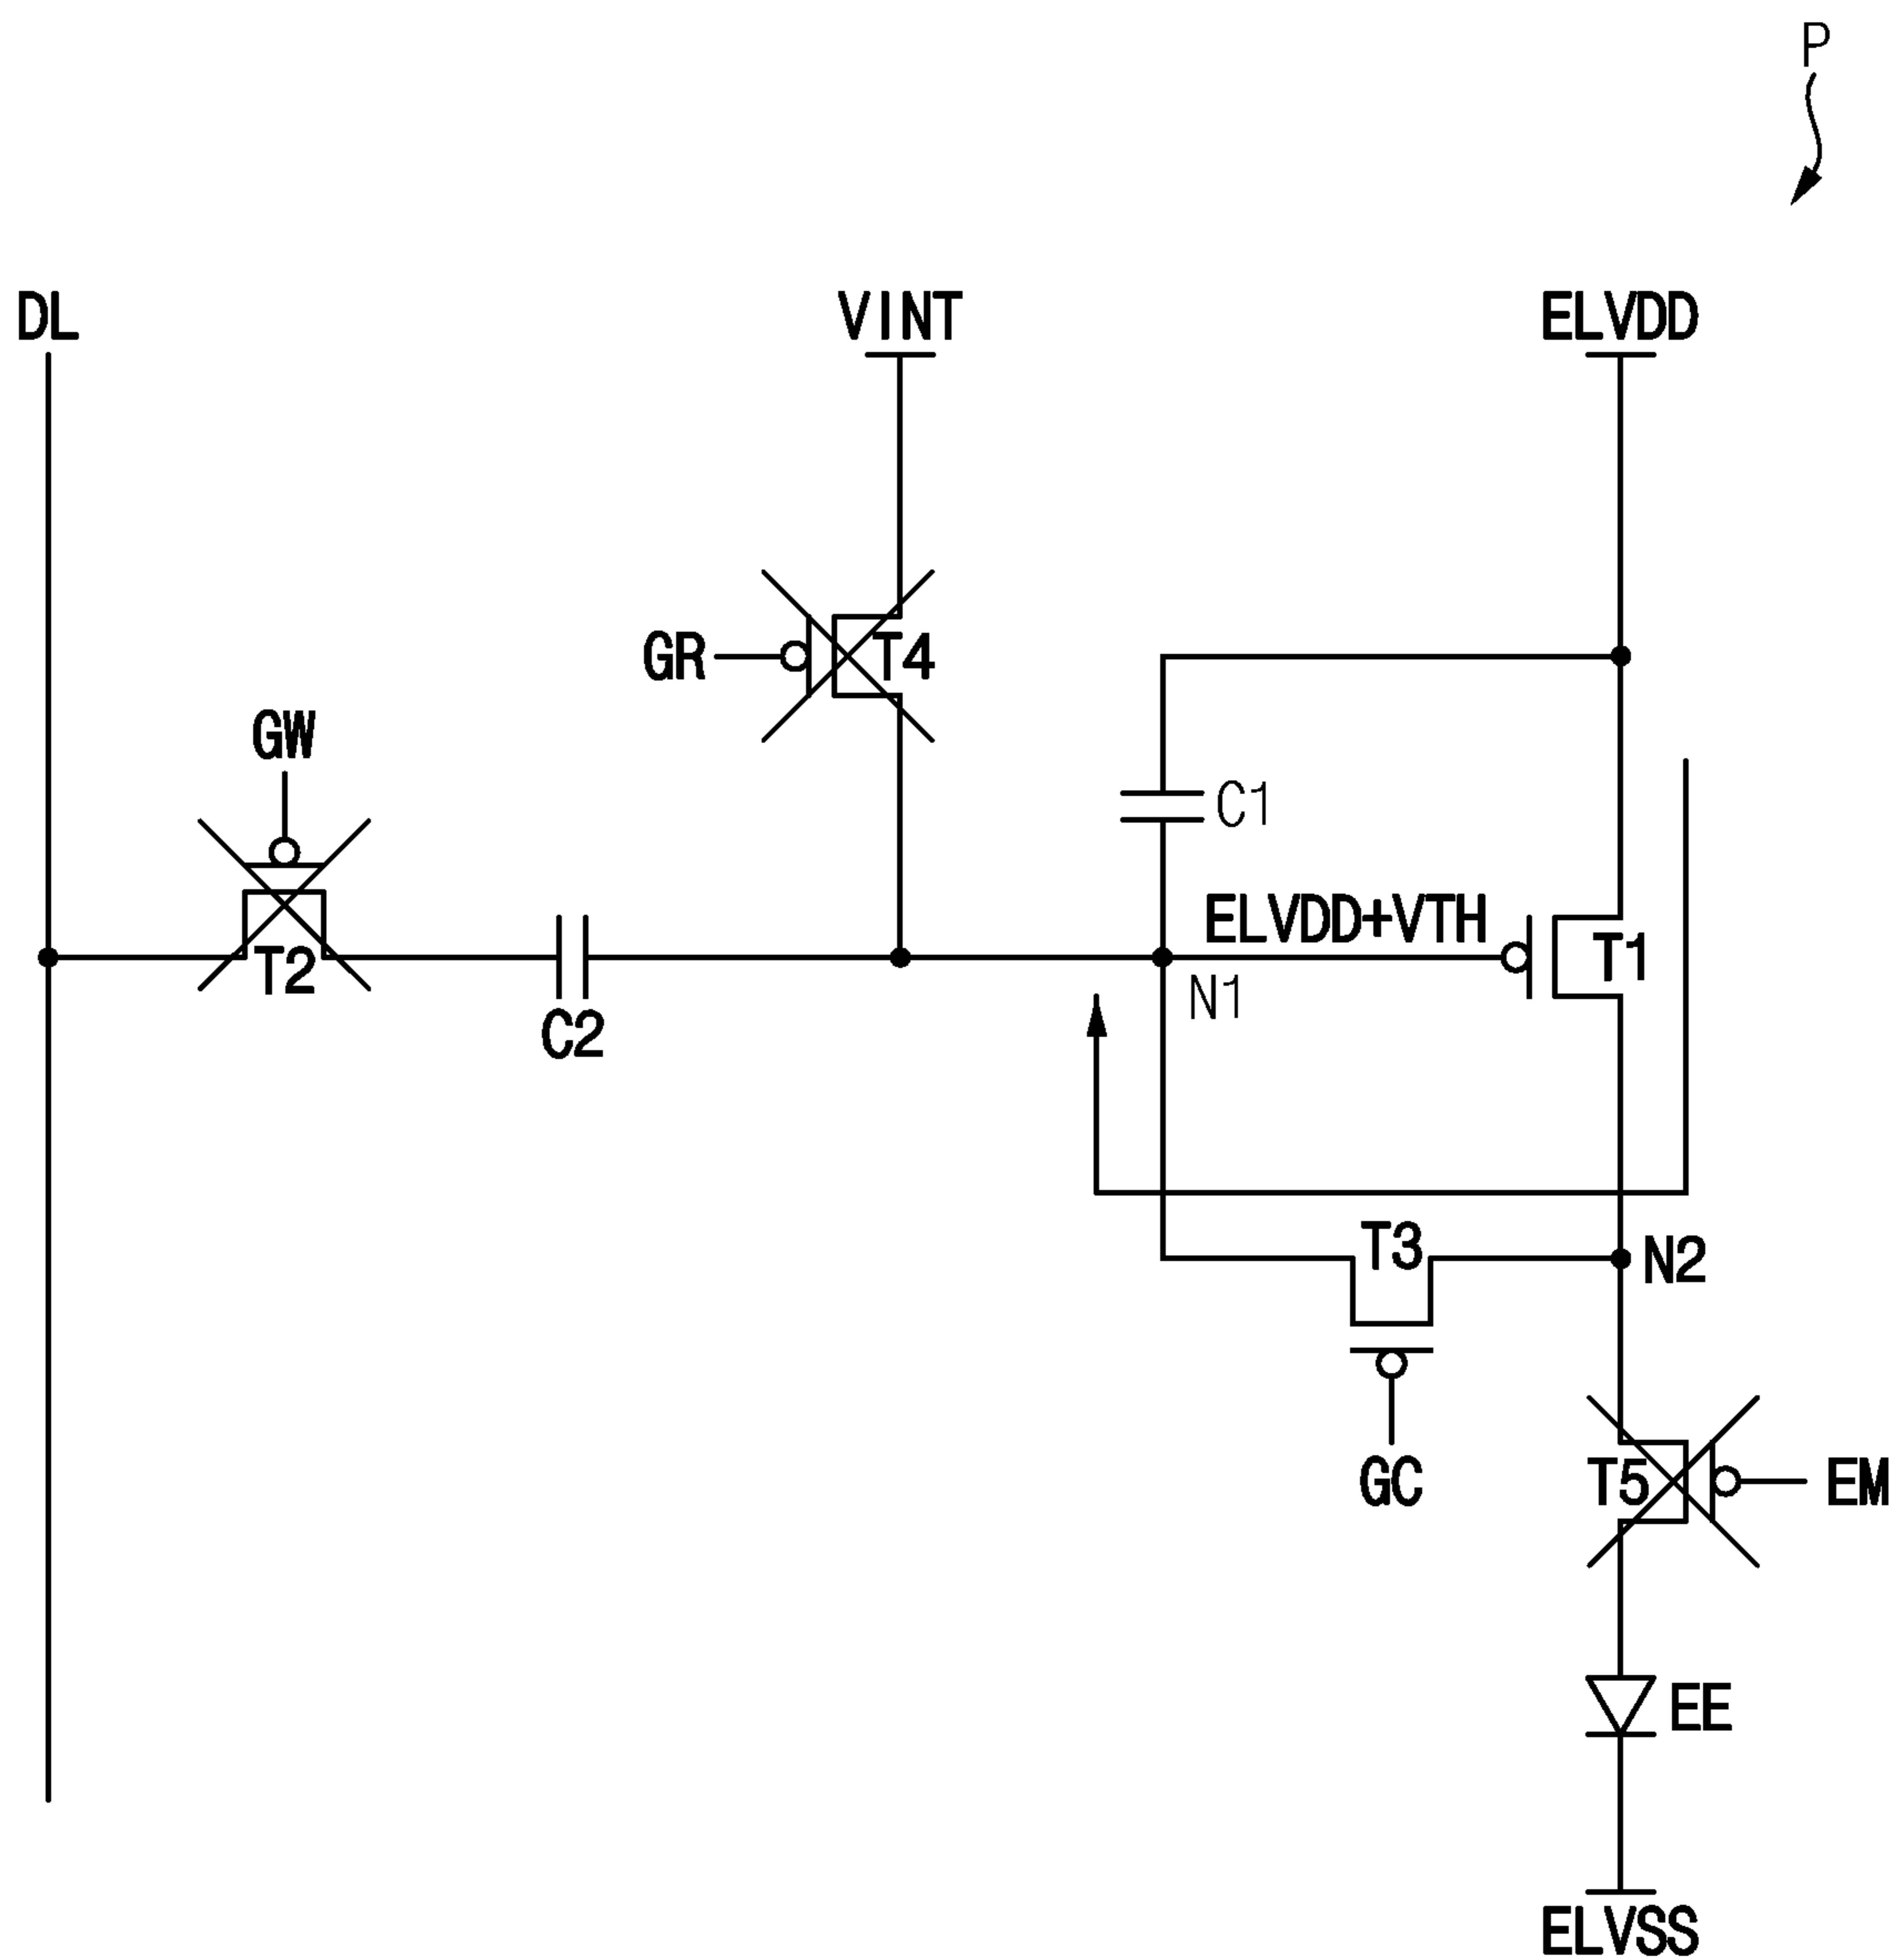 P
DL
VINT
ELVDD
GR
T4
GW
C1
ELVDD+VTH
T1
T2
N1
C2
T3
N2
GC
T5
EM
EE
ELVSS